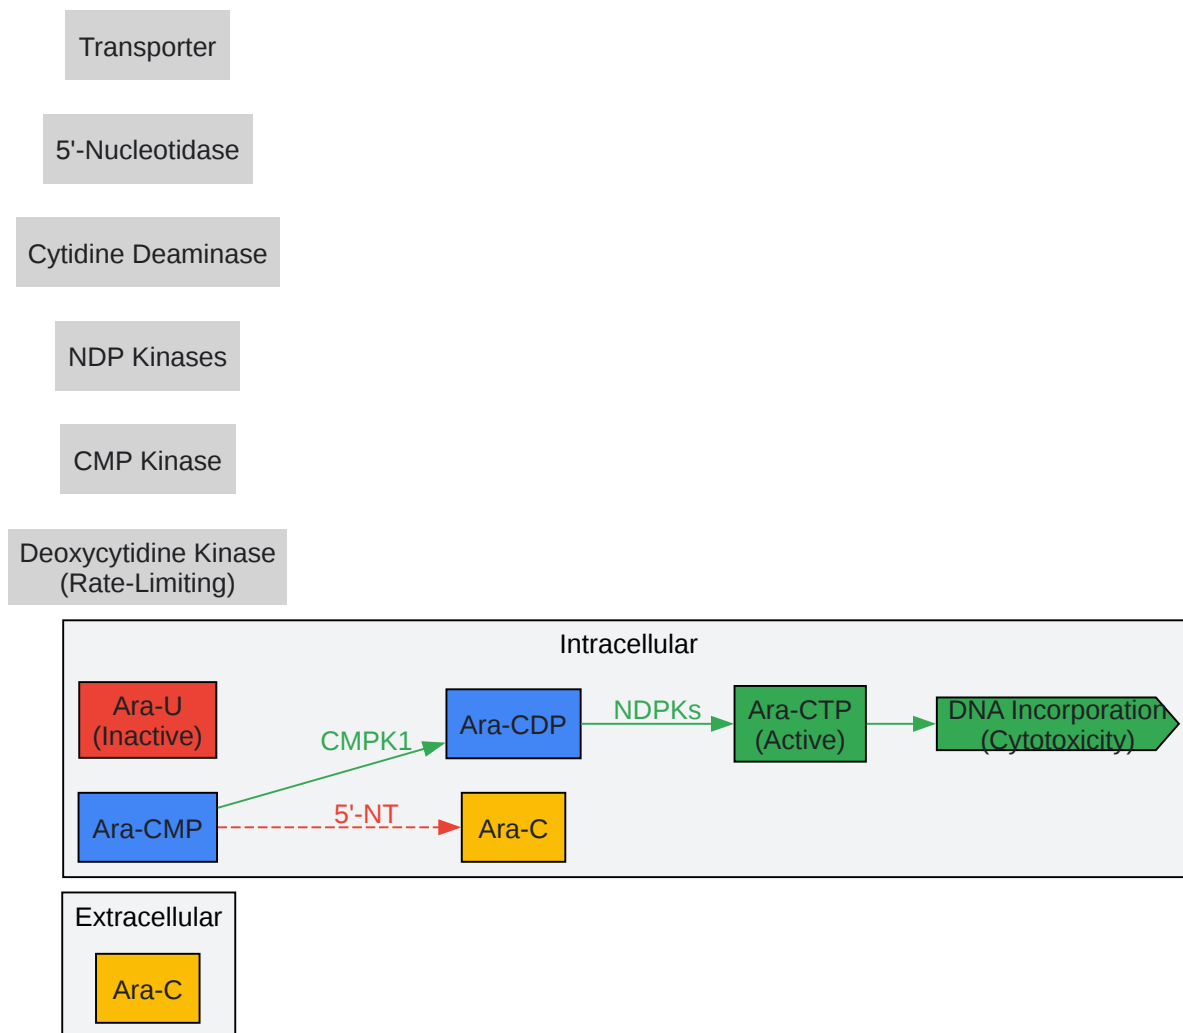 Transporter
5'-Nucleotidase
Cytidine Deaminase
NDP Kinases
CMP Kinase
Deoxycytidine Kinase
(Rate-Limiting)
Intracellular
Ara-U
(Inactive)
CMPK1
Ara-CDP
NDPKs
Ara-CTP
(Active)
DNA Incorporation
(Cytotoxicity)
Ara-CMP
5'-NT
Ara-C
Extracellular
Ara-C